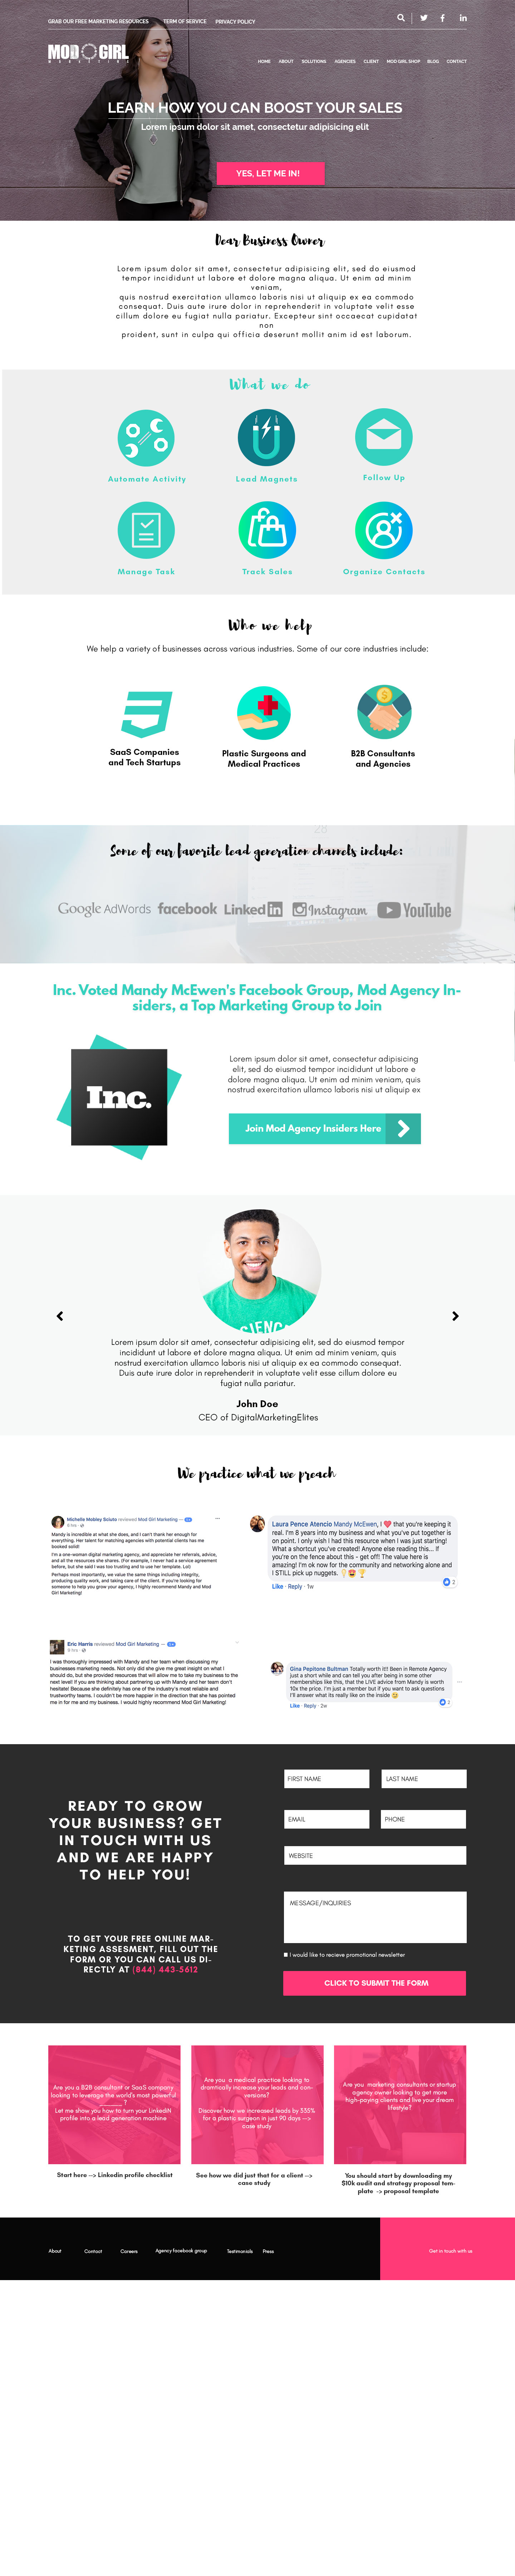 GRAB OUR FREE MARKETING RESOURCES TERM OF SERVICE PRIVACY POLICY
MOD GIRL
MARKETING
HOME ABOUT SOLUTIONS AGENCIES CLIENT MOD GIRL SHOP BLOG CONTACT
LEARN HOW YOU CAN BOOST YOUR SALES
Lorem ipsum dolor sit amet, consectetur adipisicing elit
YES, LET ME IN!
Dear Business Owner
Lorem ipsum dolor sit amet, consectetur adipisicing elit, sed do eiusmod
tempor incididunt ut labore et dolore magna aliqua. Ut enim ad minim
veniam,
quis nostrud exercitation ullamco laboris nisi ut aliquip ex ea commodo
consequat. Duis aute irure dolor in reprehenderit in voluptate velit esse
cillum dolore eu fugiat nulla pariatur. Excepteur sint occaecat cupidatat
non
proident, sunt in culpa qui officia deserunt mollit anim id est laborum.
What we do
Automate Activity
Lead Magnets
Follow Up
Manage Task
Track Sales
Organize Contacts
Who we help
We help a variety of businesses across various industries. Some of our core industries include:
SaaS Companies
and Tech Startups
Plastic Surgeons and
Medical Practices
B2B Consultants
and Agencies
28
Some of our favorite lead generation channels include:
Google AdWords facebook Linked in Instagram YouTube
Inc. Voted Mandy McEwen's Facebook Group, Mod Agency In-
siders, a Top Marketing Group to Join
Inc.
Lorem ipsum dolor sit amet, consectetur adipisicing
elit, sed do eiusmod tempor incididunt ut labore e
dolore magna aliqua. Ut enim ad minim veniam, quis
nostrud exercitation ullamco laboris nisi ut aliquip ex
Join Mod Agency Insiders Here
Lorem ipsum dolor sit amet, consectetur adipisicing elit, sed do eiusmod tempor
incididunt ut labore et dolore magna aliqua. Ut enim ad minim veniam, quis
nostrud exercitation ullamco laboris nisi ut aliquip ex ea commodo consequat.
Duis aute irure dolor in reprehenderit in voluptate velit esse cillum dolore eu
fugiat nulla pariatur.
John Doe
CEO of DigitalMarketingElites
We practice what we preach
Michelle Mobley Sciuto reviewed Mod Girl Marketing —
Mandy is incredible at what she does, and I can't thank her enough for
everything. Her talent for marketing agencies with potential clients has me
booked solid!
I'm a one-women digital marketing agency, and appreciate her referrals, advice,
and all the resources she shares. (For example, I never had a service agreement
before, but she said I was too trusting and to use her template. LOL)
Perhaps most importantly, we value the same things including integrity,
producing quality work, and taking care of the client. If you're looking for
someone to help you grow your agency, I highly recommend Mandy and Mod
Girl Marketing!
Laura Pence Atencio Mandy McEwen, I ❤ that you're keeping it
real. I'm 8 years into my business and what you've put together is
on point. I only wish I had this resource when I was just starting!
What a shortcut you've created! Anyone else reading this... If
you're on the fence about this - get off! The value here is
amazing! I'm ok now for the community and networking alone and
I STILL pick up nuggets.
Like · Reply · 1w
2
Eric Harris reviewed Mod Girl Marketing —
I was thoroughly impressed with Mandy and her team when discussing my
businesses marketing needs. Not only did she give me great insight on what I
should do, but she provided resources that will allow me to take my business to the
next level! If you are thinking about partnering up with Mandy and her team don't
hesitate! Because she definitely has one of the industry's most reliable and
trustworthy teams. I couldn't be more happier in the direction that she has pointed
me in for me and my business. I would highly recommend Mod Girl Marketing!
Gina Pepitone Bultman Totally worth it!! Been in Remote Agency
just a short while and can tell you after being in some other
memberships like this, that the LIVE advice from Mandy is worth
10x the price. I'm just a member but if you want to ask questions
I'll answer what its really like on the inside
Like · Reply · 2w
READY TO GROW
YOUR BUSINESS? GET
IN TOUCH WITH US
AND WE ARE HAPPY
TO HELP YOU!
TO GET YOUR FREE ONLINE MAR-
KETING ASSESMENT, FILL OUT THE
FORM OR YOU CAN CALL US DI-
RECTLY AT (844) 443-5612
FIRST NAME
LAST NAME
EMAIL
PHONE
WEBSITE
MESSAGE/INQUIRIES
I would like to recieve promotional newsletter
CLICK TO SUBMIT THE FORM
Are you a B2B consultant or SaaS company
looking to leverage the world's most powerful
_______ ?
Let me show you how to turn your LinkediN
profile into a lead generation machine
Start here --> Linkedin profile checklist
Are you a medical practice looking to
dramtically increase your leads and con-
versions?
Discover how we increased leads by 535%
for a plastic surgeon in just 90 days -->
case study
See how we did just that for a client -->
case study
Are you marketing consultants or startup
agency owner looking to get more
high-paying clients and live your dream
lifestyle?
You should start by downloading my
$10k audit and strategy proposal tem-
plate -> proposal template
About Contact Careers Agency facebook group Testimonials Press
Get in touch with us